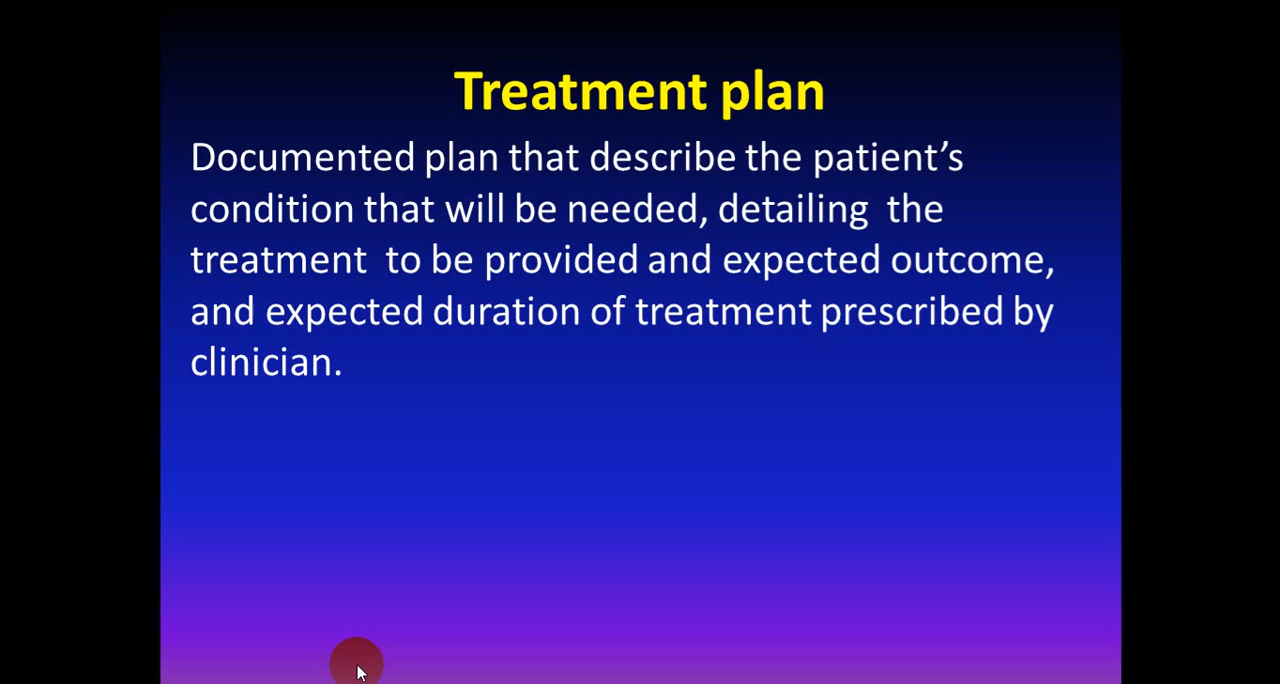 Treatment plan
Documented plan that describe the patient’s
condition that will be needed, detailing  the
treatment  to be provided and expected outcome,
and expected duration of treatment prescribed by
clinician.